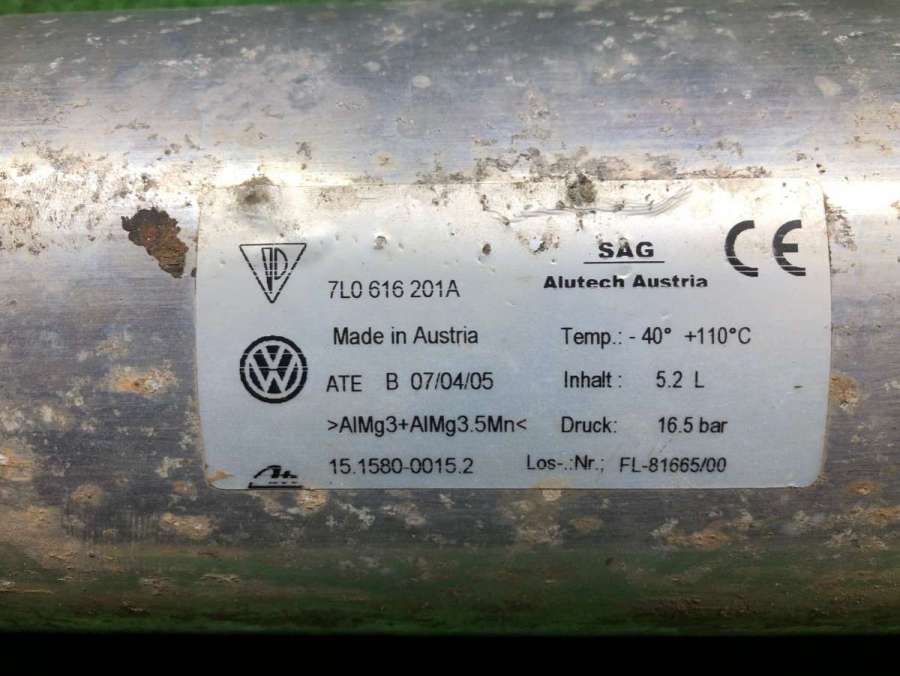 SAG
CE
Alutech Austria
7L0 616 201A
Made in Austria
Temp.: - 40° +110°C
ATE B 07/04/05
Inhalt : 5.2 L
>AlMg3+AlMg3.5Mn<
Druck: 16.5 bar
15.1580-0015.2
Los-.:Nr.; FL-81665/00
VW